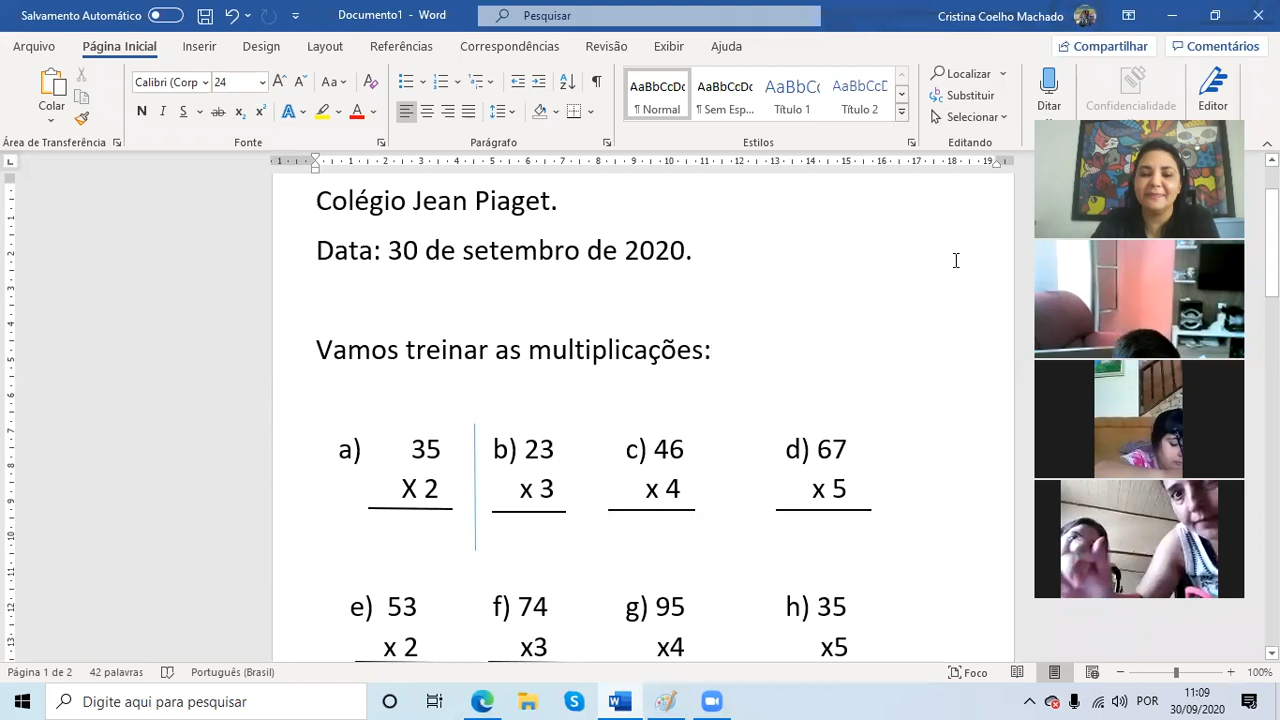 Salvamento Automático
Documento1 - Word
Pesquisar
Cristina Coelho Machado
Arquivo Página Inicial Inserir Design Layout Referências Correspondências Revisão Exibir Ajuda
Compartilhar Comentários
Colar
Calibri (Corp 24
N I S
AaBbCcDc AaBbCcDc AaBbCc AaBbCcD
¶ Normal ¶ Sem Esp... Título 1 Título 2
Localizar
Substituir
Selecionar
Ditar
Confidencialidade
Editor
Área de Transferência Fonte Parágrafo Estilos Editando
Colégio Jean Piaget.
Data: 30 de setembro de 2020.
Vamos treinar as multiplicações:
a) 35 b) 23 c) 46 d) 67
X 2 x 3 x 4 x 5
e) 53 f) 74 g) 95 h) 35
x 2 x3 x4 x5
Página 1 de 2 42 palavras Português (Brasil) Foco 100%
Digite aqui para pesquisar
POR
11:09
30/09/2020